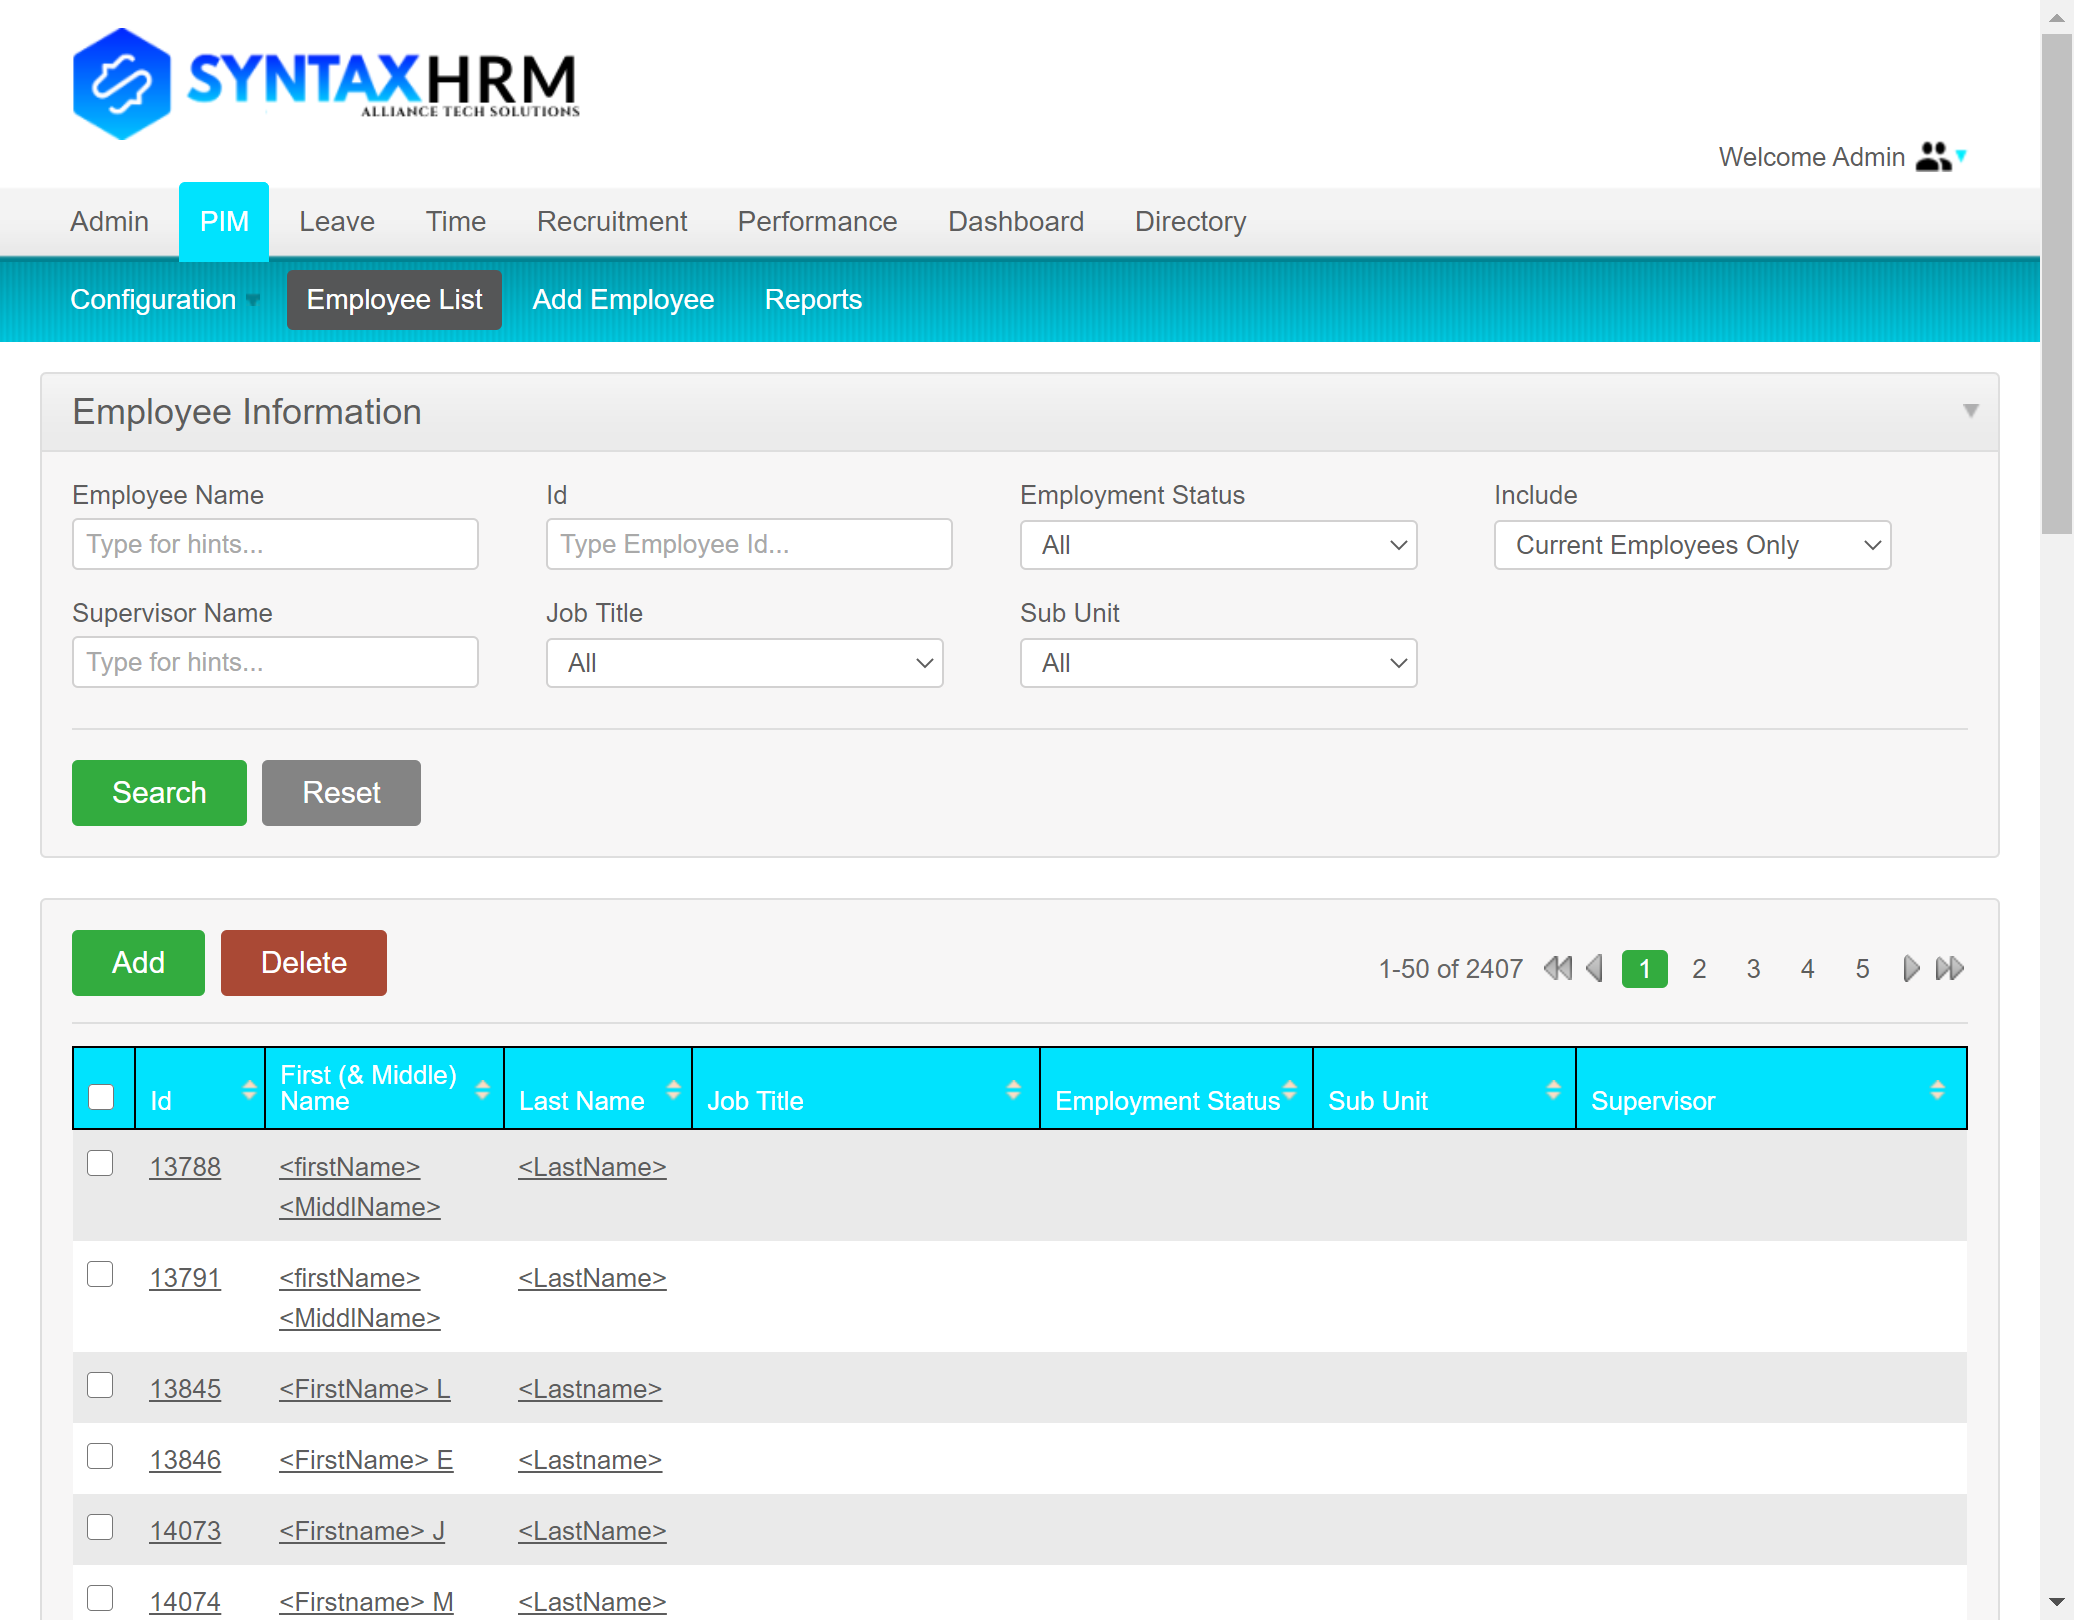 SYNTAXHRM
ALLIANCE TECH SOLUTIONS
Welcome Admin
Admin PIM Leave Time Recruitment Performance Dashboard Directory
Configuration Employee List Add Employee Reports
Employee Information
Employee Name Id Employment Status Include
Type for hints... Type Employee Id... All Current Employees Only
Supervisor Name Job Title Sub Unit
Type for hints... All All
Search Reset
Add Delete 1-50 of 2407 1 2 3 4 5
Id First (& Middle) Name Last Name Job Title Employment Status Sub Unit Supervisor
13788 <firstName> <LastName>
<MiddlName>
13791 <firstName> <LastName>
<MiddlName>
13845 <FirstName> L <Lastname>
13846 <FirstName> E <Lastname>
14073 <Firstname> J <LastName>
14074 <Firstname> M <LastName>